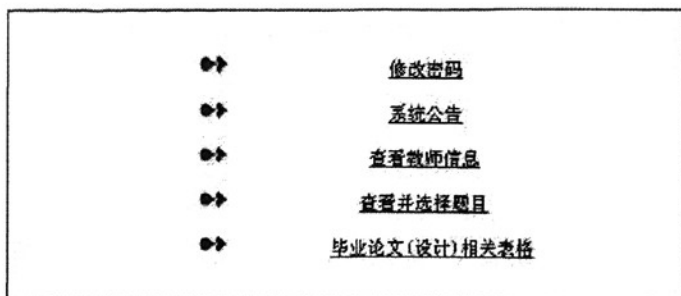 修改密码
系统公告
查看教师信息
查看并选择题目
毕业论文(设计)相关表格